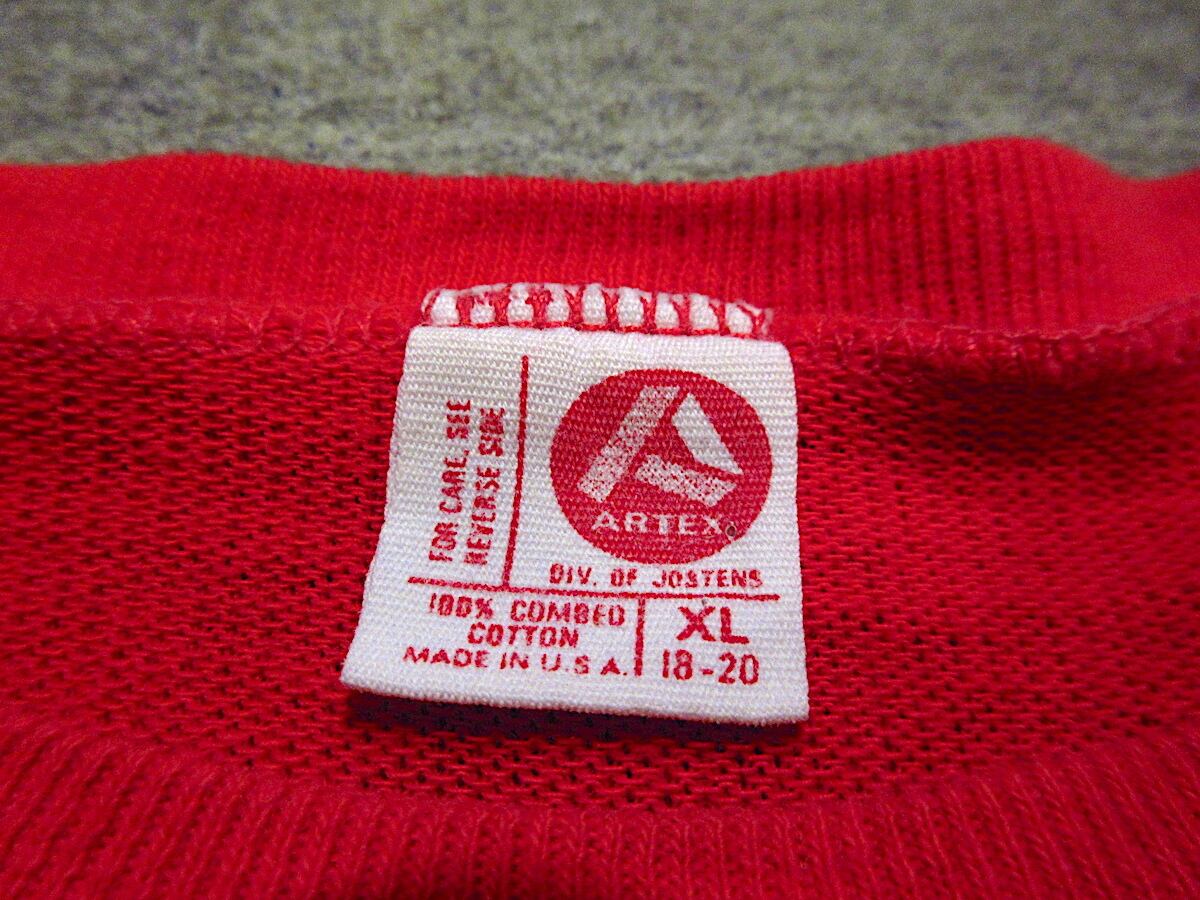 FOR CARE, SEE
REVERSE SIDE
ARTEX
DIV. OF JOSTENS
100% COMBED
COTTON
MADE IN U.S.A.
XL
18-20